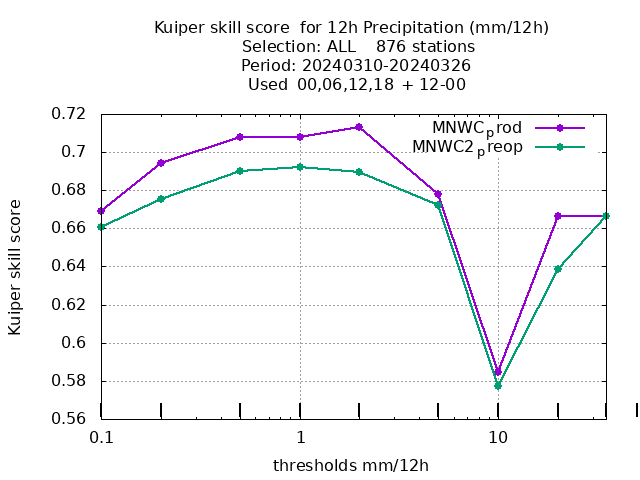 Kuiper skill score for 12h Precipitation (mm/12h)
Selection: ALL 876 stations
Period: 20240310-20240326
Used 00,06,12,18 + 12-00
0.72
0.7
0.68
0.66
0.64
0.62
0.6
0.58
0.56
Kuiper skill score
MNWCprod
MNWC2preop
0.1 1 10
thresholds mm/12h